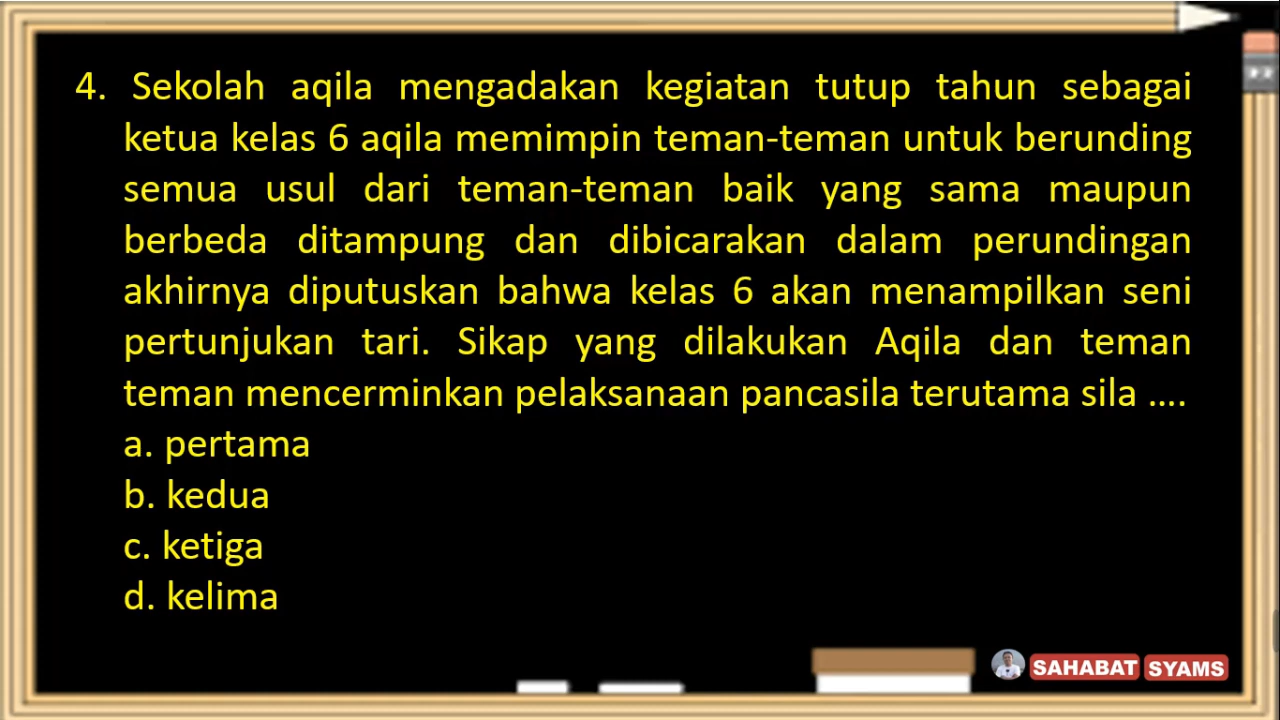 4. Sekolah aqila mengadakan kegiatan tutup tahun sebagai
ketua kelas 6 aqila memimpin teman-teman untuk berunding
semua usul dari teman-teman baik yang sama maupun
berbeda ditampung dan dibicarakan dalam perundingan
akhirnya diputuskan bahwa kelas 6 akan menampilkan seni
pertunjukan tari. Sikap yang dilakukan Aqila dan teman
teman mencerminkan pelaksanaan pancasila terutama sila ....
a. pertama
b. kedua
c. ketiga
d. kelima
SAHABAT SYAMS